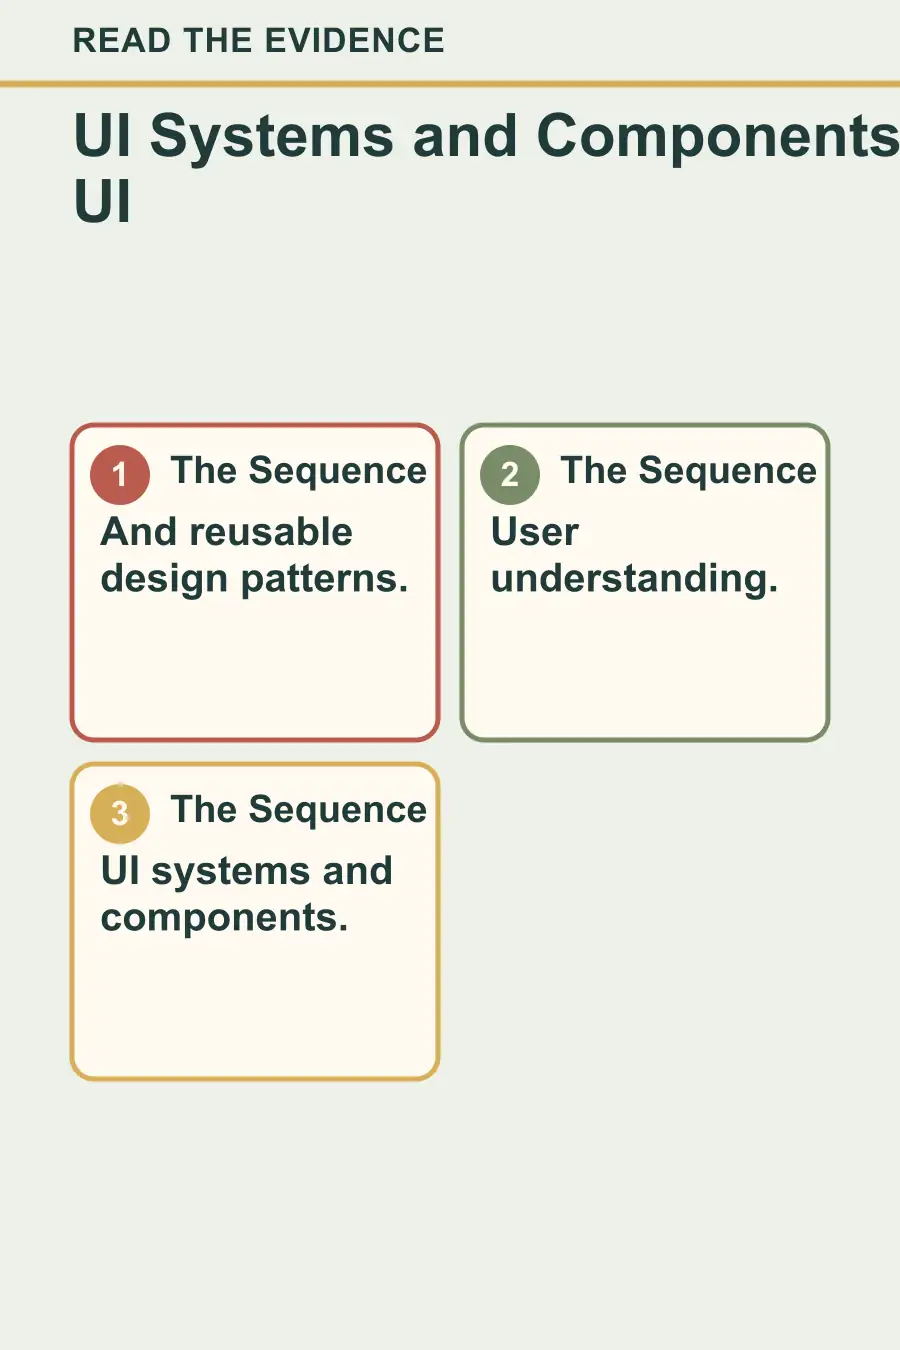 READ THE EVIDENCE
UI Systems and Components
UI
1 The Sequence
And reusable
design patterns.
2 The Sequence
User
understanding.
3 The Sequence
UI systems and
components.